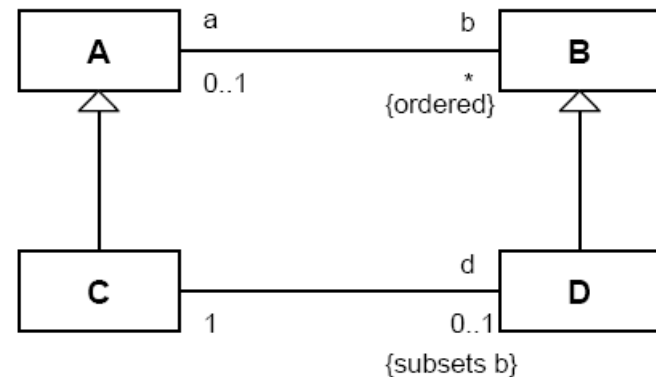 a b
A B
0..1 *
{ordered}
d
C D
1 0..1
{subsets b}